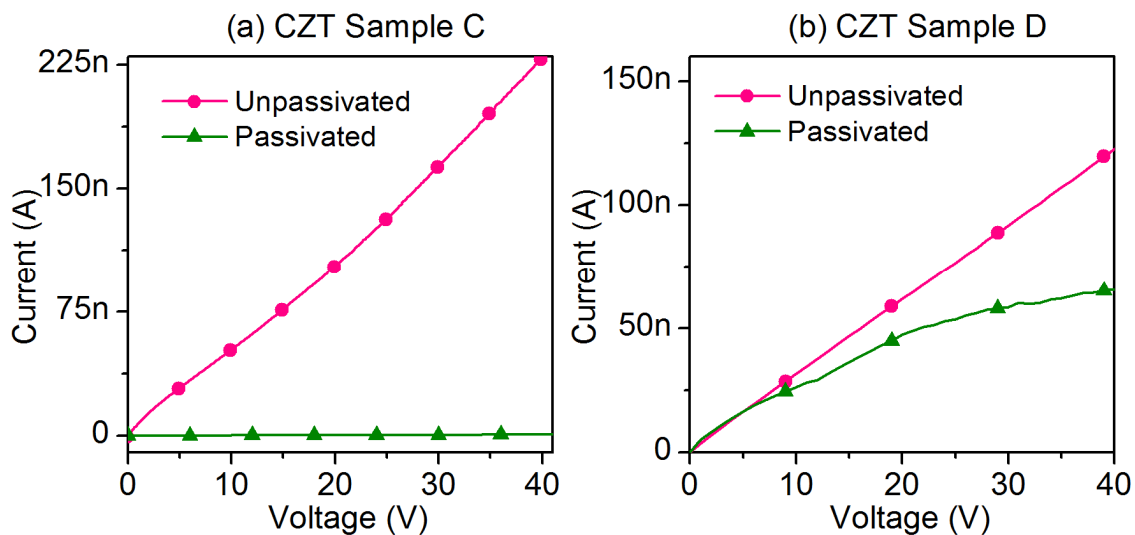 (a) CZT Sample C
225n
150n
75n
0
Current (A)
Unpassivated
Passivated
0 10 20 30 40
Voltage (V)
(b) CZT Sample D
150n
100n
50n
0
Current (A)
Unpassivated
Passivated
0 10 20 30 40
Voltage (V)